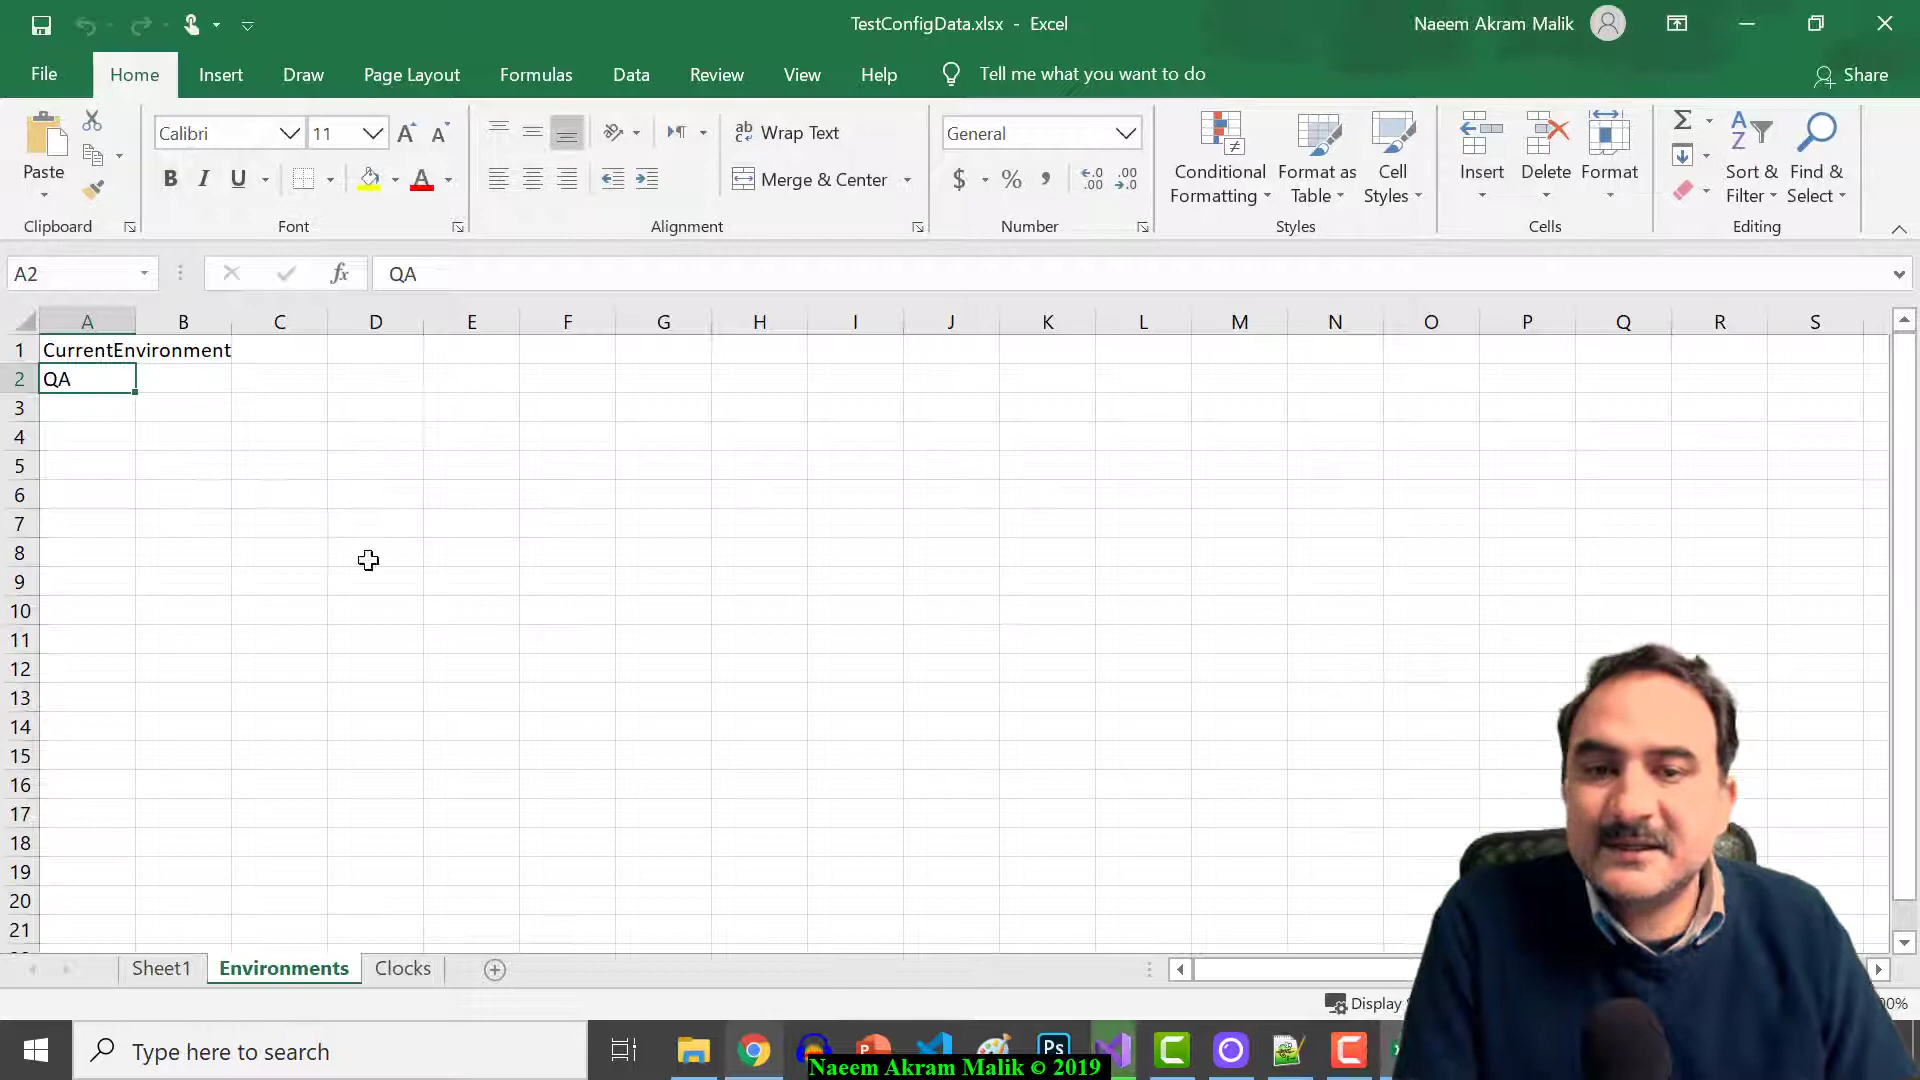 TestConfigData.xlsx - Excel
Naeem Akram Malik
File Home Insert Draw Page Layout Formulas Data Review View Help Tell me what you want to do Share
Paste
Clipboard
Calibri 11
B I U
Font
Wrap Text
Merge & Center
Alignment
General
$ % ,
Number
Conditional Formatting
Format as Table
Cell Styles
Styles
Insert Delete Format
Cells
Sort & Filter
Find & Select
Editing
A2 fx QA
A B C D E F G H I J K L M N O P Q R S
1 CurrentEnvironment
2 QA
3
4
5
6
7
8
9
10
11
12
13
14
15
16
17
18
19
20
21
Sheet1 Environments Clocks
Display
Type here to search
Ps
Naeem Akram Malik © 2019